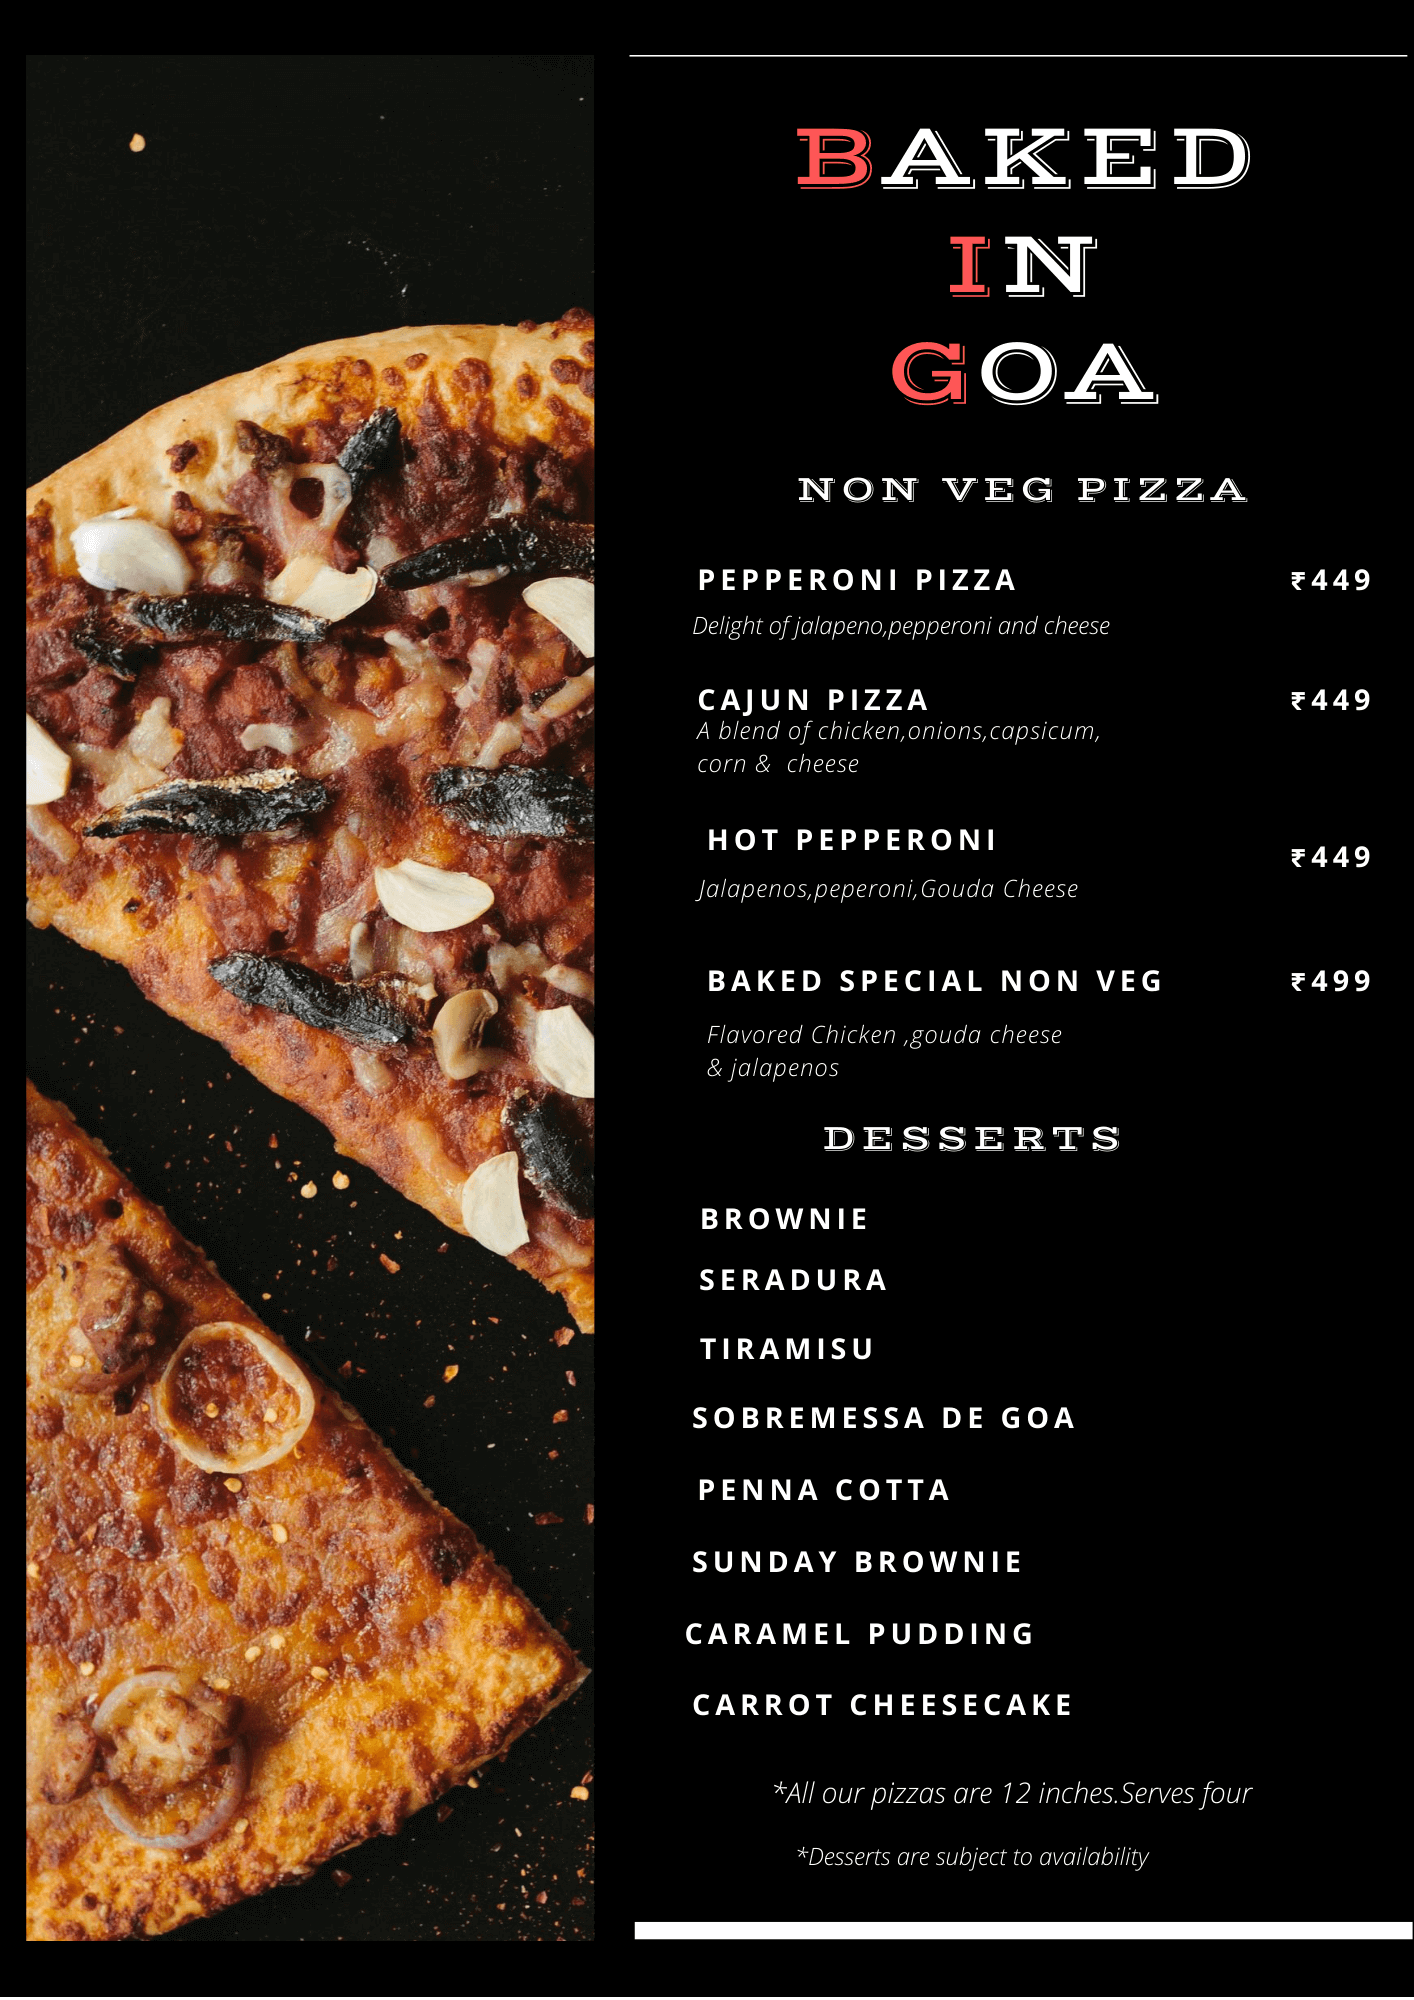 BAKED
IN
GOA
NON VEG PIZZA
PEPPERONI PIZZA ₹449
Delight of jalapeno,pepperoni and cheese
CAJUN PIZZA ₹449
A blend of chicken,onions,capsicum,
corn & cheese
HOT PEPPERONI ₹449
Jalapenos,peperoni,Gouda Cheese
BAKED SPECIAL NON VEG ₹499
Flavored Chicken ,gouda cheese
& jalapenos
DESSERTS
BROWNIE
SERADURA
TIRAMISU
SOBREMESSA DE GOA
PENNA COTTA
SUNDAY BROWNIE
CARAMEL PUDDING
CARROT CHEESECAKE
*All our pizzas are 12 inches.Serves four
*Desserts are subject to availability